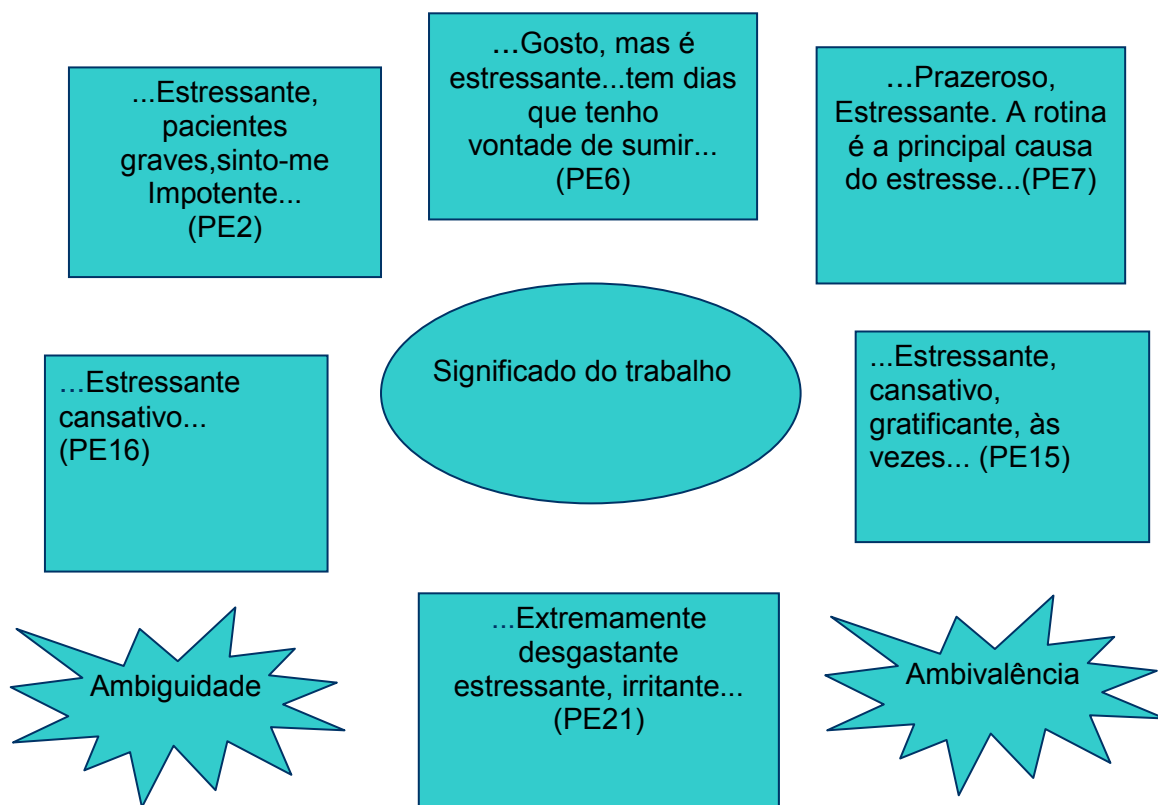 ...Estressante,
pacientes
graves,sinto-me
Impotente...
(PE2)
...Gosto, mas é
estressante...tem dias
que tenho
vontade de sumir...
(PE6)
...Prazeroso,
Estressante. A rotina
é a principal causa
do estresse...(PE7)
Significado do trabalho
...Estressante
cansativo...
(PE16)
...Estressante,
cansativo,
gratificante, às
vezes... (PE15)
Ambiguidade
...Extremamente
desgastante
estressante, irritante...
(PE21)
Ambivalência